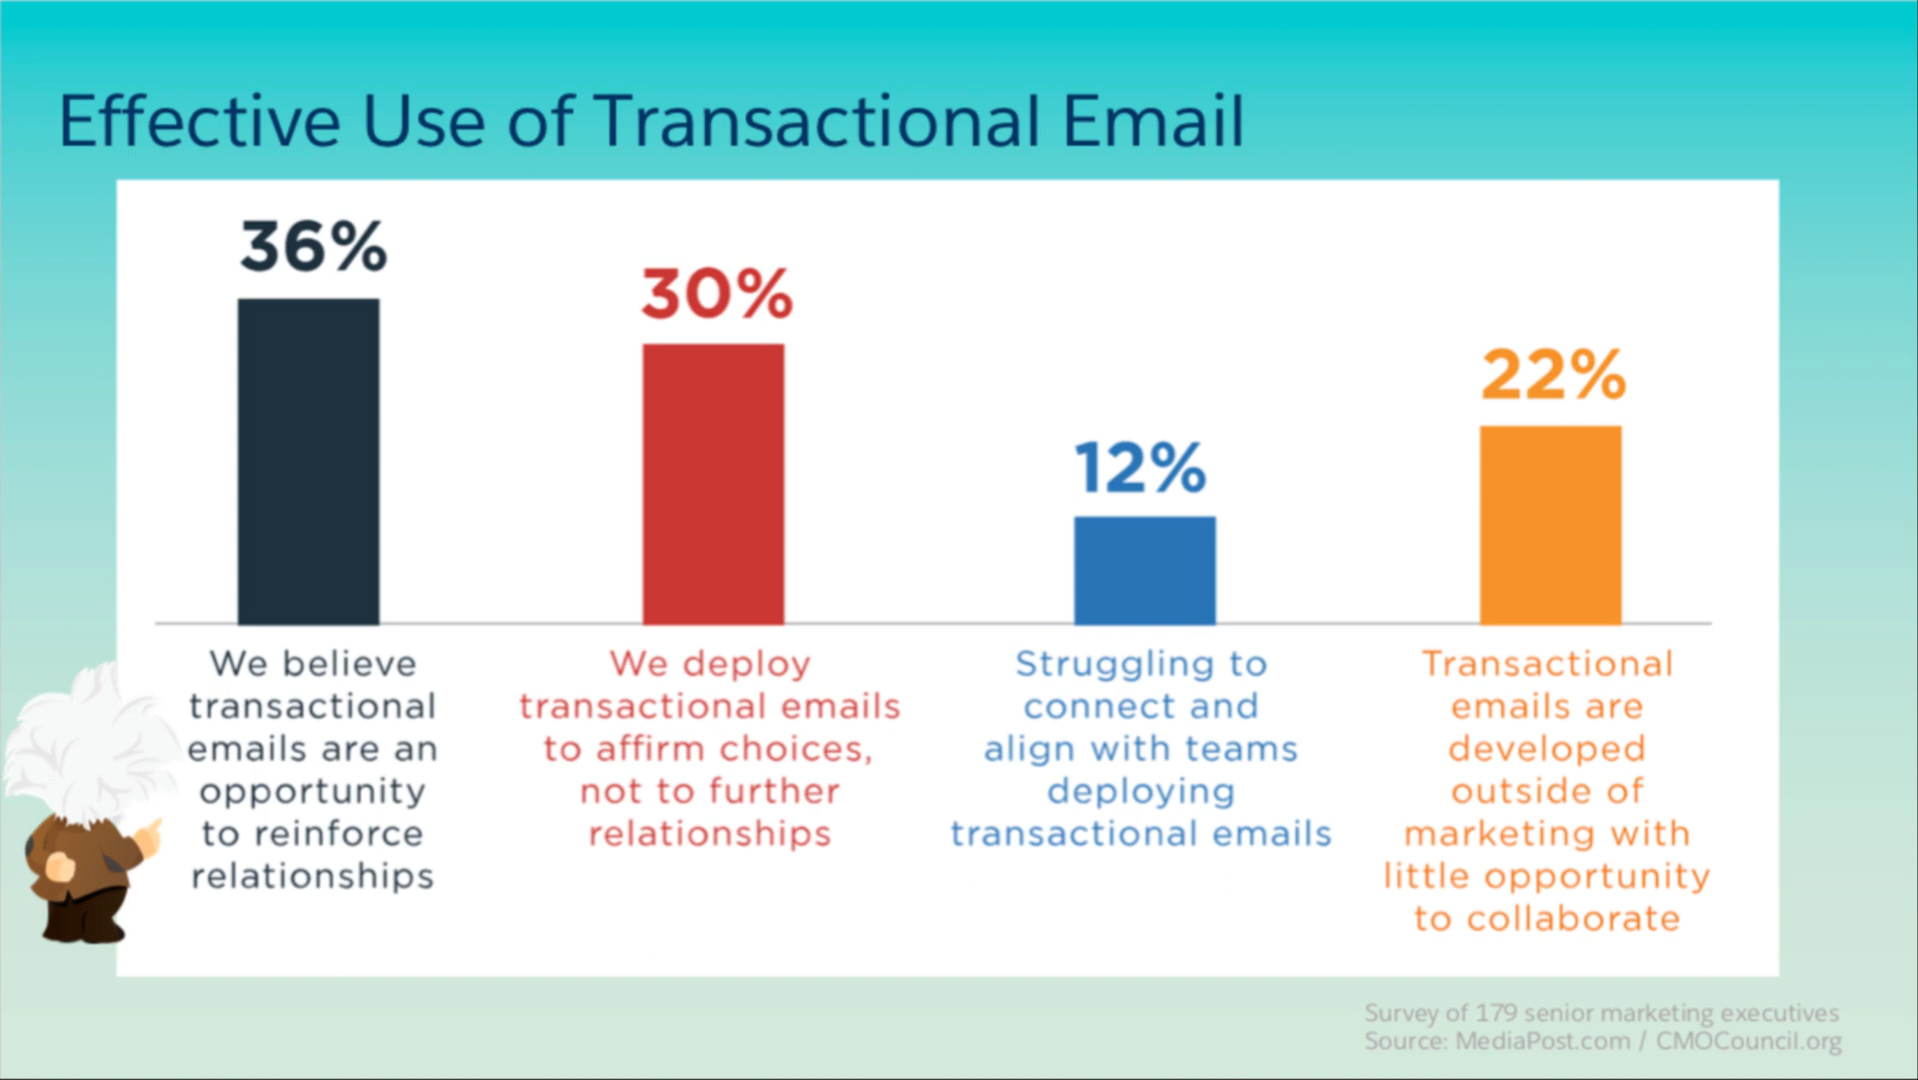 Effective Use of Transactional Email
36%
30%
12%
22%
We believe
transactional
emails are an
opportunity
to reinforce
relationships
We deploy
transactional emails
to affirm choices,
not to further
relationships
Struggling to
connect and
align with teams
deploying
transactional emails
Transactional
emails are
developed
outside of
marketing with
little opportunity
to collaborate
Survey of 179 senior marketing executives
Source: MediaPost.com / CMOCouncil.org